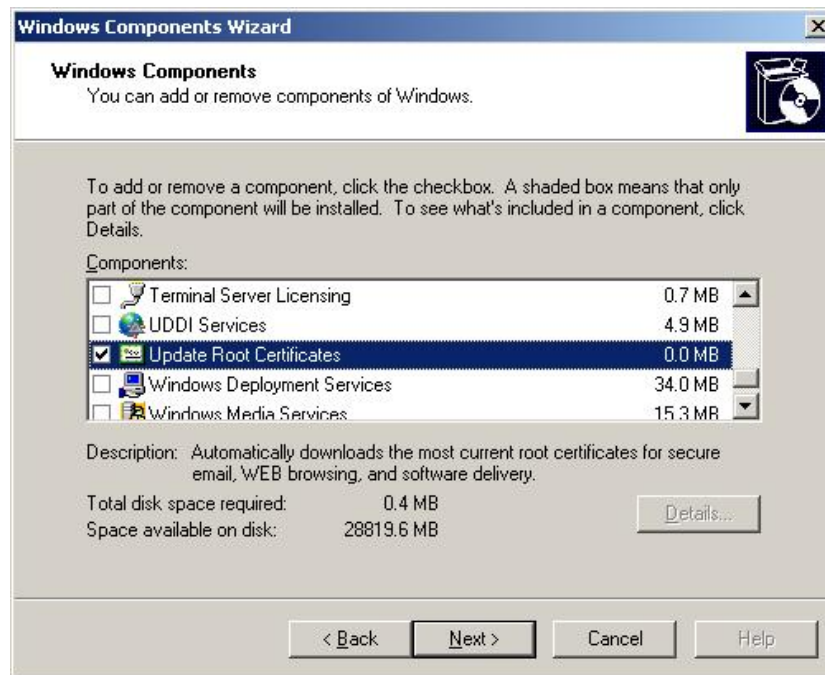 Windows Components Wizard
Windows Components
You can add or remove components of Windows.
To add or remove a component, click the checkbox. A shaded box means that only
part of the component will be installed. To see what's included in a component, click
Details.
Components:
Terminal Server Licensing 0.7 MB
UDDI Services 4.9 MB
Update Root Certificates 0.0 MB
Windows Deployment Services 34.0 MB
Windows Media Services 15.3 MB
Description: Automatically downloads the most current root certificates for secure
email, WEB browsing, and software delivery.
Total disk space required: 0.4 MB
Space available on disk: 28819.6 MB
Details...
< Back Next > Cancel Help